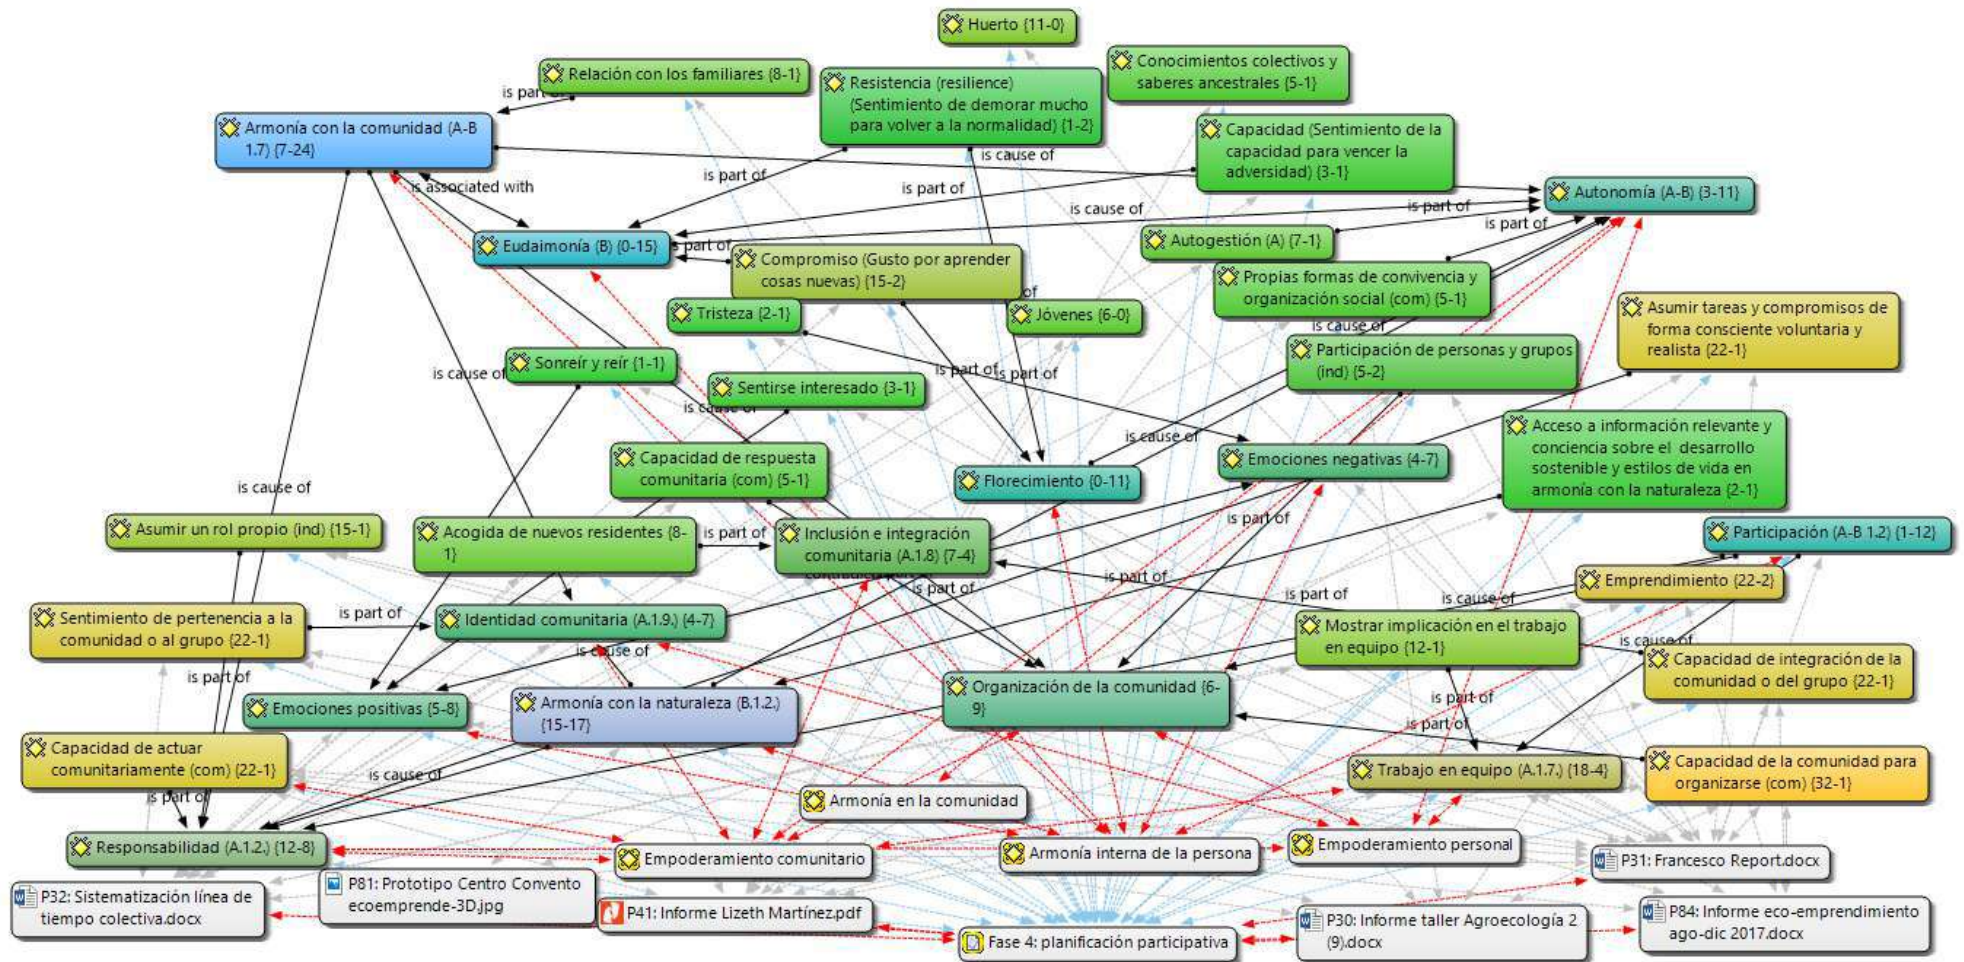 Huerto {11-0}
Conocimientos colectivos y
saberes ancestrales {5-1}
Relación con los familiares {8-1}
Resistencia (resilience)
(Sentimiento de demorar mucho
para volver a la normalidad) {1-2}
is part of
Armonía con la comunidad (A-B
1.7) {7-24}
Capacidad (Sentimiento de la
capacidad para vencer la
adversidad) {3-1}
is cause of
is part of
is associated with
is part of
Autonomía (A-B) {3-11}
is cause of
is part of
is part of
Eudaimonía (B) {0-15}
is part of
Autogestión (A) {7-1}
Compromiso (Gusto por aprender
cosas nuevas) {15-2}
Propias formas de convivencia y
organización social (com) {5-1}
of
Tristeza {2-1}
Jóvenes {6-0}
Asumir tareas y compromisos de
forma consciente voluntaria y
realista {22-1}
is cause of
Participación de personas y grupos
(ind) {5-2}
Sonreír y reír {1-1}
is cause of
is part of
is part of
Sentirse interesado {3-1}
is cause of
is cause of
Acceso a información relevante y
conciencia sobre el desarrollo
sostenible y estilos de vida en
armonía con la naturaleza {2-1}
Capacidad de respuesta
comunitaria (com) {5-1}
Florecimiento {0-11}
Emociones negativas {4-7}
is cause of
is part of
Asumir un rol propio (ind) {15-1}
Acogida de nuevos residentes {8-
1}
is part of
Inclusión e integración
comunitaria (A.1.8) {7-4}
Participación (A-B 1.2) {1-12}
is part of
is part of
Emprendimiento {22-2}
is part of
is cause of
Sentimiento de pertenencia a la
comunidad o al grupo {22-1}
is part of
Identidad comunitaria (A.1.9.) {4-7}
Mostrar implicación en el trabajo
en equipo {12-1}
is cause of
is cause of
Capacidad de integración de la
comunidad o del grupo {22-1}
is part of
Emociones positivas {5-8}
Armonía con la naturaleza (B.1.2.)
{15-17}
Organización de la comunidad {6-
9}
is part of
is part of
Capacidad de actuar
comunitariamente (com) {22-1}
is cause of
is part of
Trabajo en equipo (A.1.7.) {18-4}
Capacidad de la comunidad para
organizarse (com) {32-1}
Armonía en la comunidad
Responsabilidad (A.1.2.) {12-8}
Empoderamiento comunitario
Armonía interna de la persona
Empoderamiento personal
P31: Francesco Report.docx
P32: Sistematización línea de
tiempo colectiva.docx
P81: Prototipo Centro Convento
ecoemprende-3D.jpg
P41: Informe Lizeth Martínez.pdf
Fase 4: planificación participativa
P30: Informe taller Agroecología 2
(9).docx
P84: Informe eco-emprendimiento
ago-dic 2017.docx